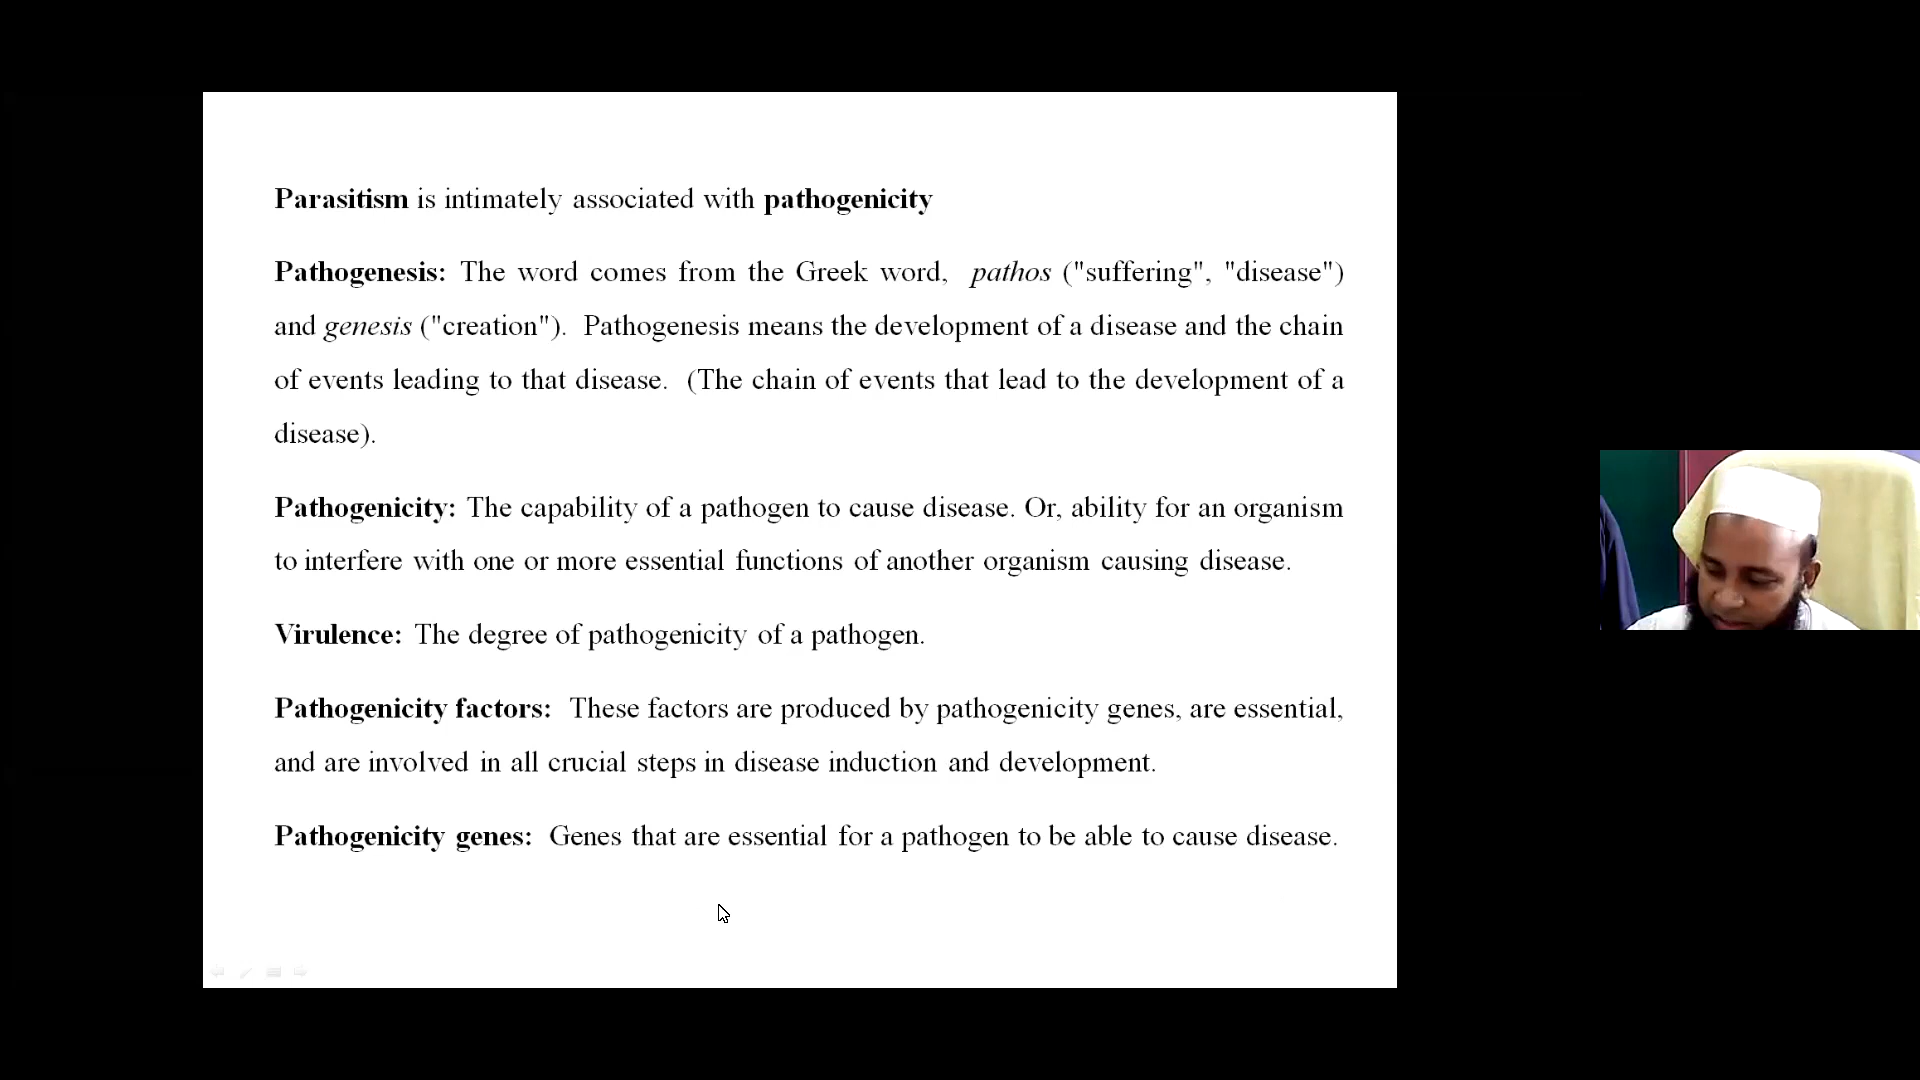 Parasitism is intimately associated with pathogenicity
Pathogenesis: The word comes from the Greek word, pathos ("suffering", "disease")
and genesis ("creation"). Pathogenesis means the development of a disease and the chain
of events leading to that disease. (The chain of events that lead to the development of a
disease).
Pathogenicity: The capability of a pathogen to cause disease. Or, ability for an organism
to interfere with one or more essential functions of another organism causing disease.
Virulence: The degree of pathogenicity of a pathogen.
Pathogenicity factors: These factors are produced by pathogenicity genes, are essential,
and are involved in all crucial steps in disease induction and development.
Pathogenicity genes: Genes that are essential for a pathogen to be able to cause disease.